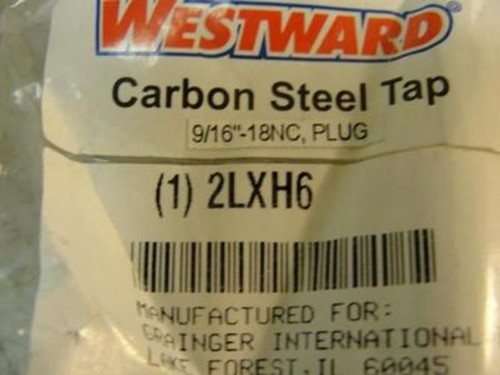 WESTWARD®
Carbon Steel Tap
9/16"-18NC, PLUG
(1) 2LXH6
MANUFACTURED FOR:
GRAINGER INTERNATIONAL
LAKE FOREST, IL 60045